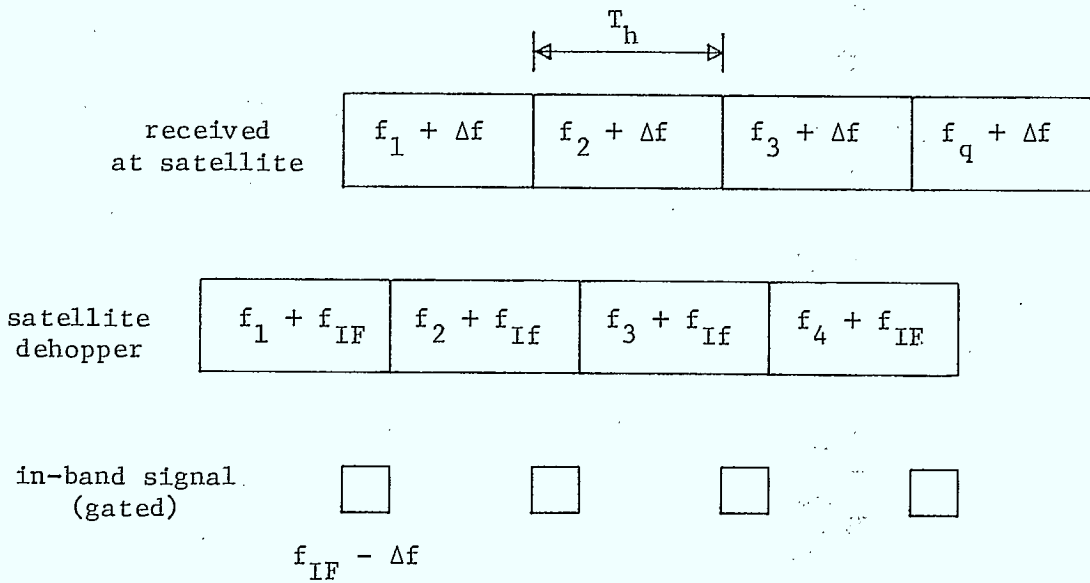 T_h
received
at satellite
f_1 + Δf
f_2 + Δf
f_3 + Δf
f_q + Δf
satellite
dehopper
f_1 + f_IF
f_2 + f_If
f_3 + f_If
f_4 + f_IF
in-band signal
(gated)
f_IF - Δf